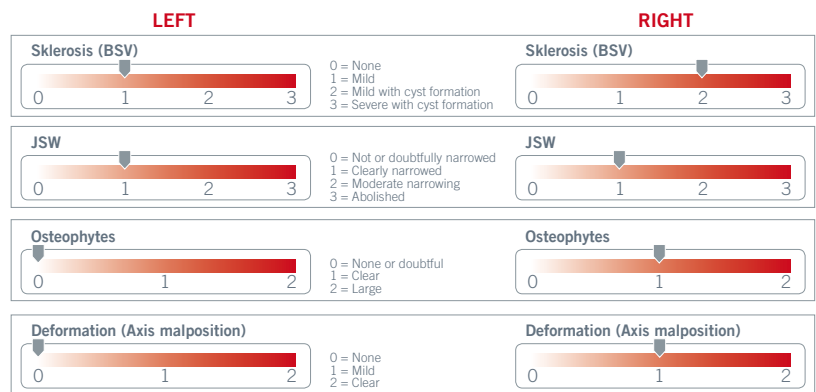 LEFT
RIGHT
Sklerosis (BSV)
0 1 2 3
0 = None
1 = Mild
2 = Mild with cyst formation
3 = Severe with cyst formation
Sklerosis (BSV)
0 1 2 3
JSW
0 1 2 3
0 = Not or doubtfully narrowed
1 = Clearly narrowed
2 = Moderate narrowing
3 = Abolished
JSW
0 1 2 3
Osteophytes
0 1 2
0 = None or doubtful
1 = Clear
2 = Large
Osteophytes
0 1 2
Deformation (Axis malposition)
0 1 2
0 = None
1 = Mild
2 = Clear
Deformation (Axis malposition)
0 1 2